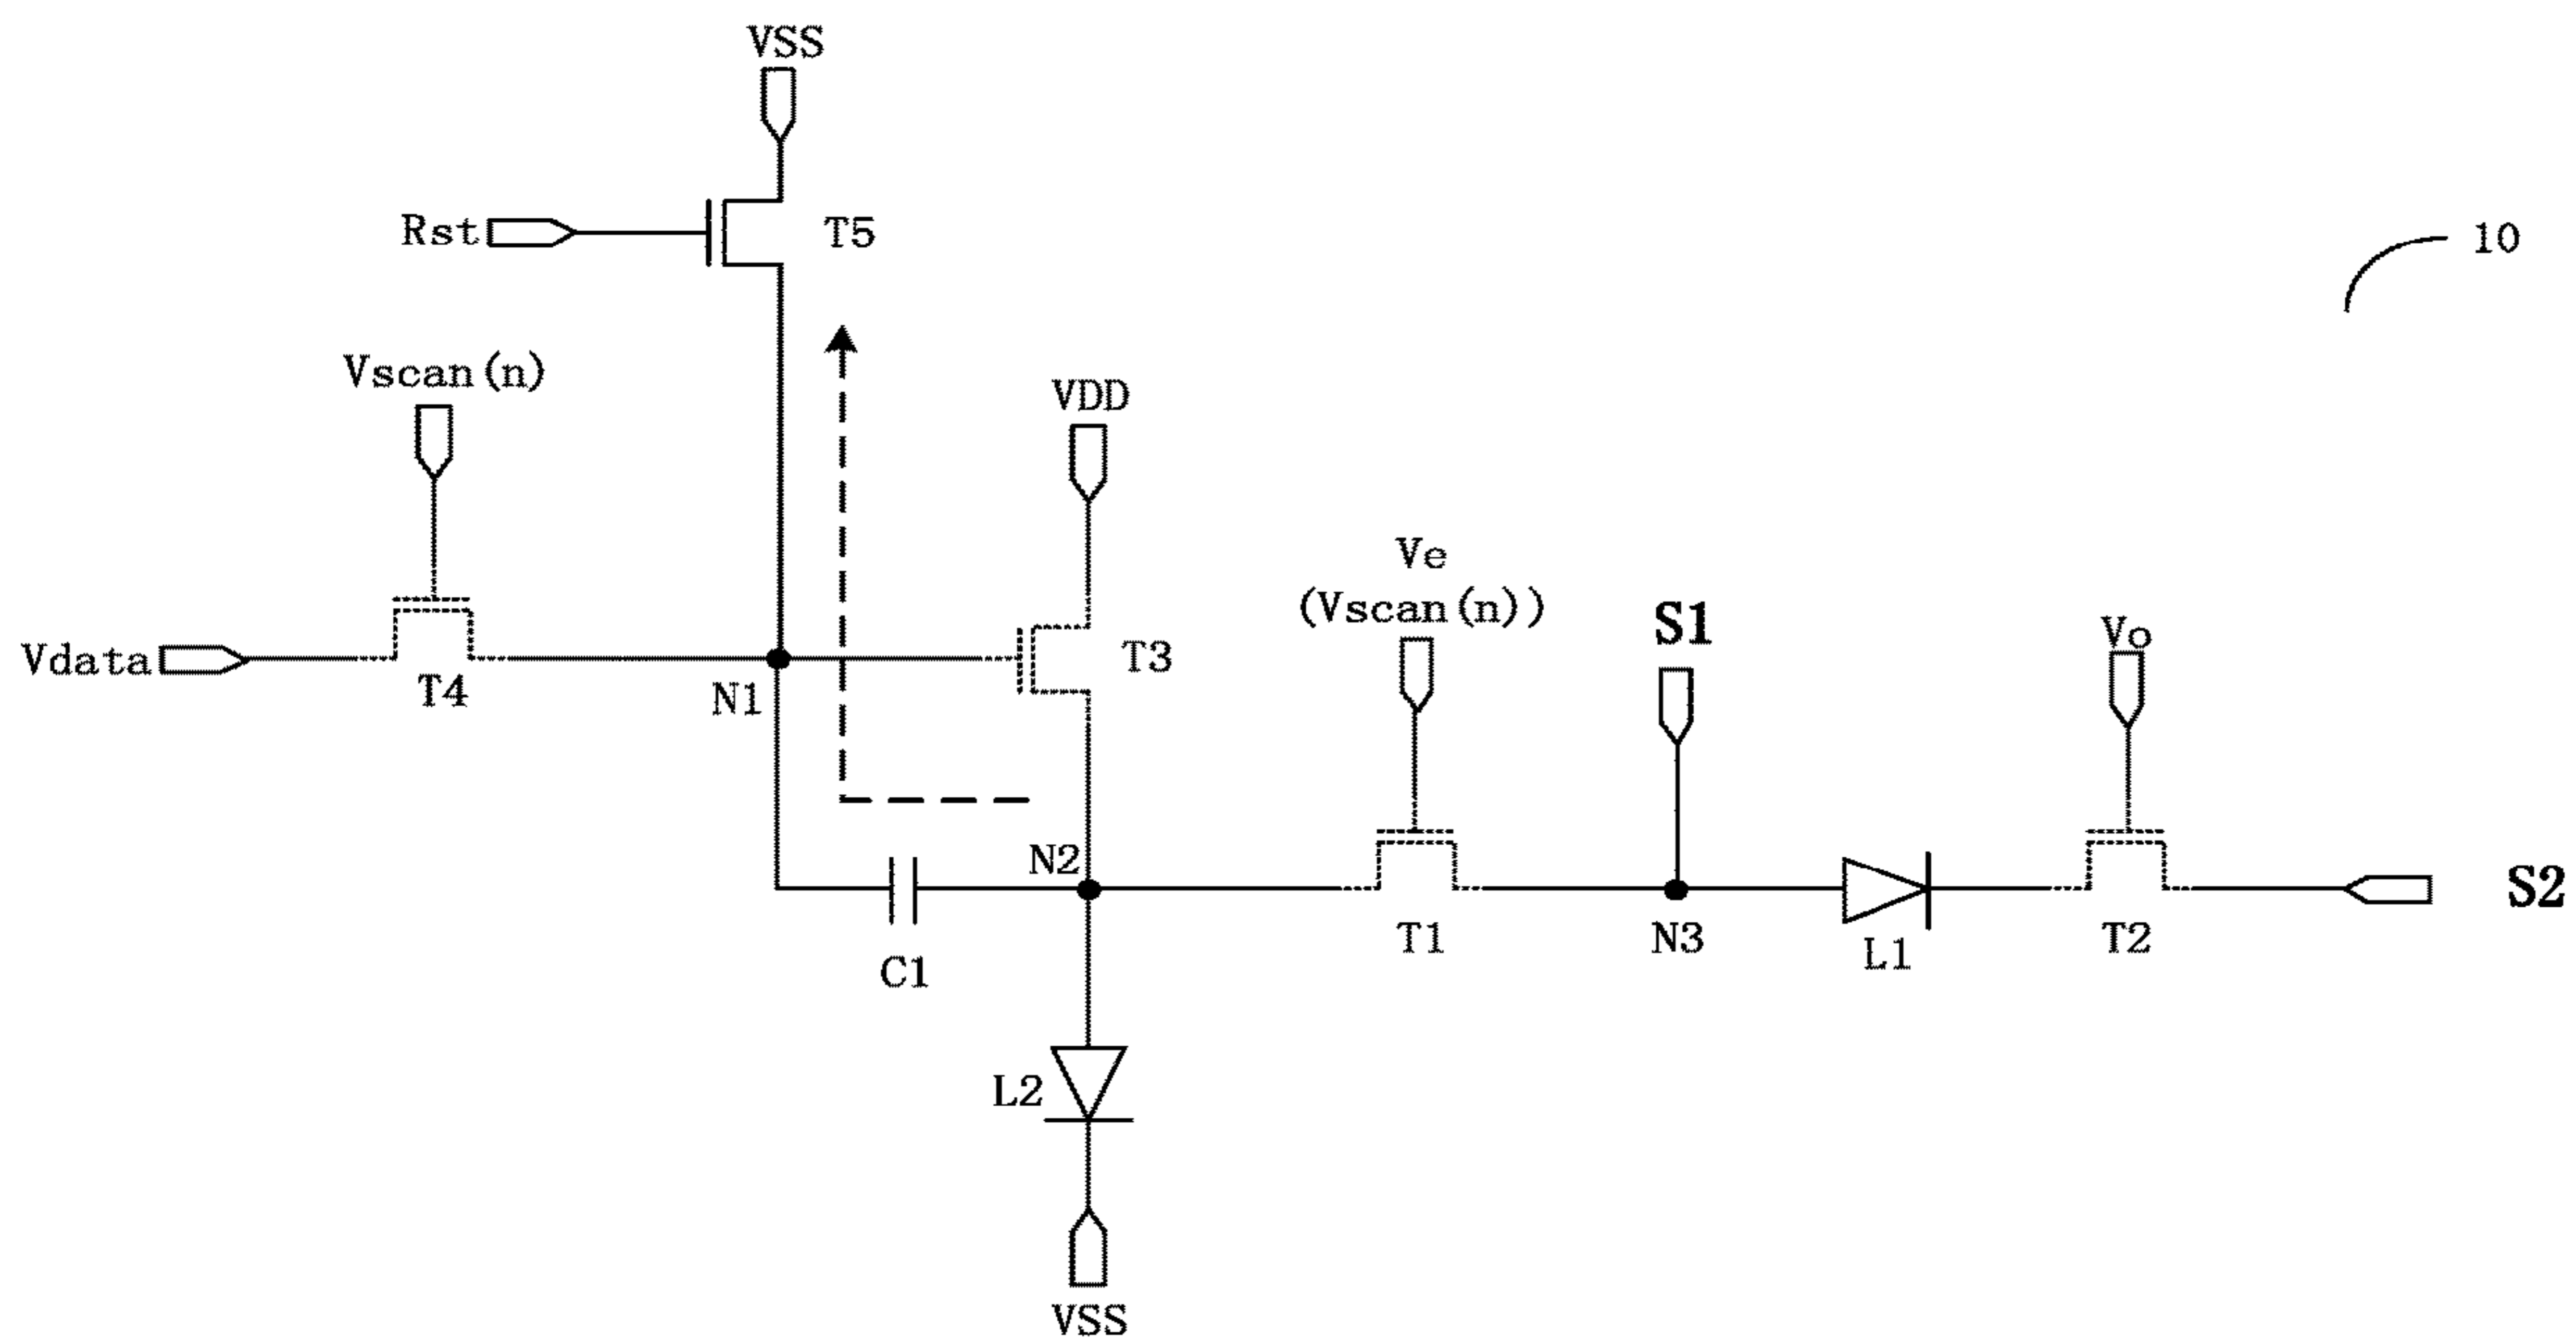 VSS
Rst
T5
10
Vscan(n)
VDD
Ve
(Vscan(n))
S1
Vo
Vdata
T4
N1
T3
N2
C1
T1
N3
L1
T2
S2
L2
VSS